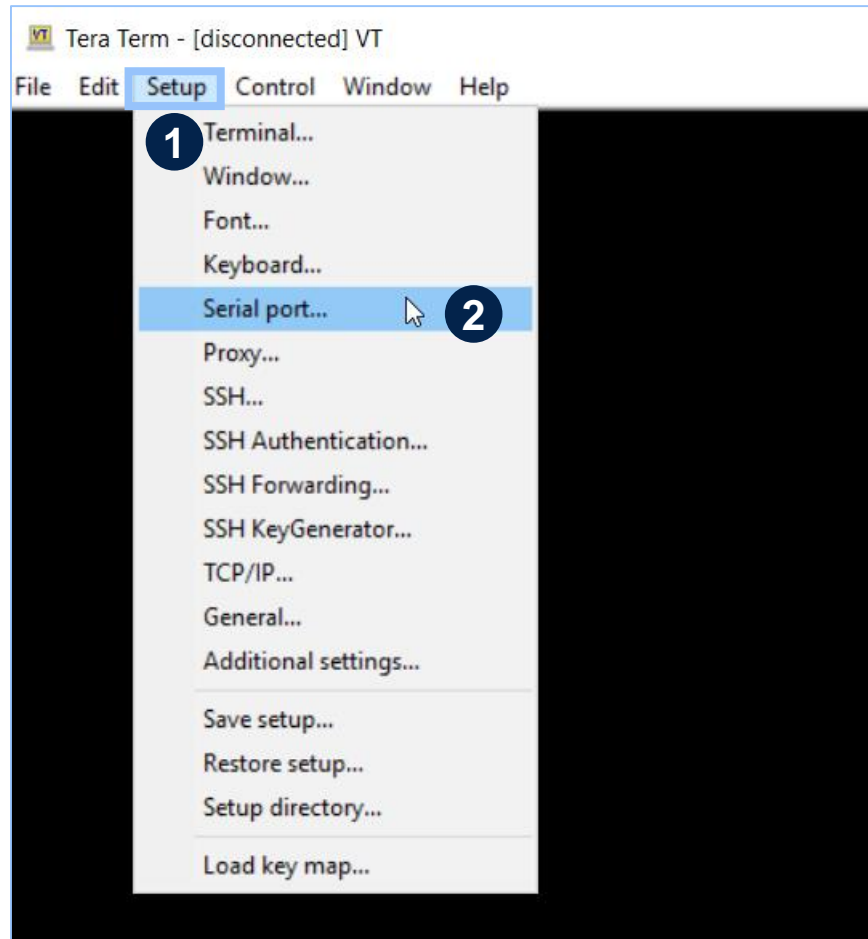 VT Tera Term - [disconnected] VT
File Edit Setup Control Window Help
1 Terminal...
Window...
Font...
Keyboard...
Serial port... 2
Proxy...
SSH...
SSH Authentication...
SSH Forwarding...
SSH KeyGenerator...
TCP/IP...
General...
Additional settings...
Save setup...
Restore setup...
Setup directory...
Load key map...